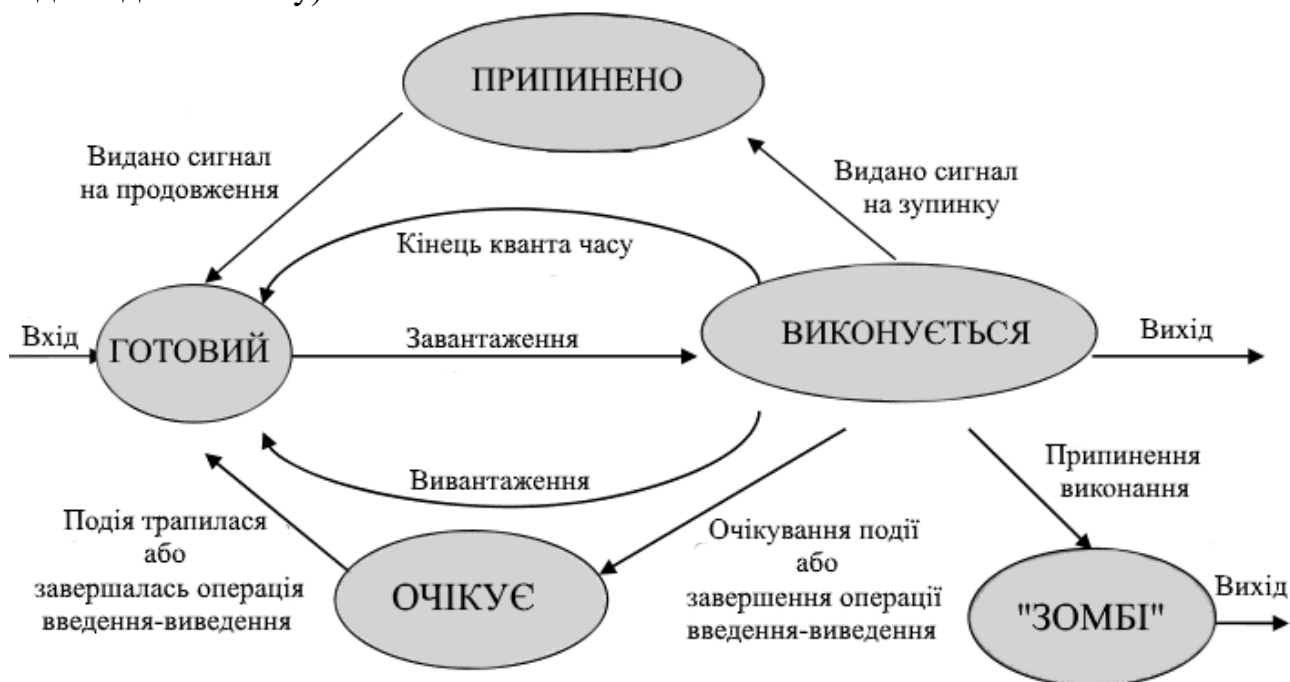 ПРИПИНЕНО
Видано сигнал
на продовження
Видано сигнал
на зупинку
Кінець кванта часу
Вхід
ГОТОВИЙ
Завантаження
ВИКОНУЄТЬСЯ
Вихід
Вивантаження
Припинення
виконання
Подія трапилася
або
завершалась операція
введення-виведення
ОЧІКУЄ
Очікування події
або
завершення операції
введення-виведення
"ЗОМБІ"
Вихід